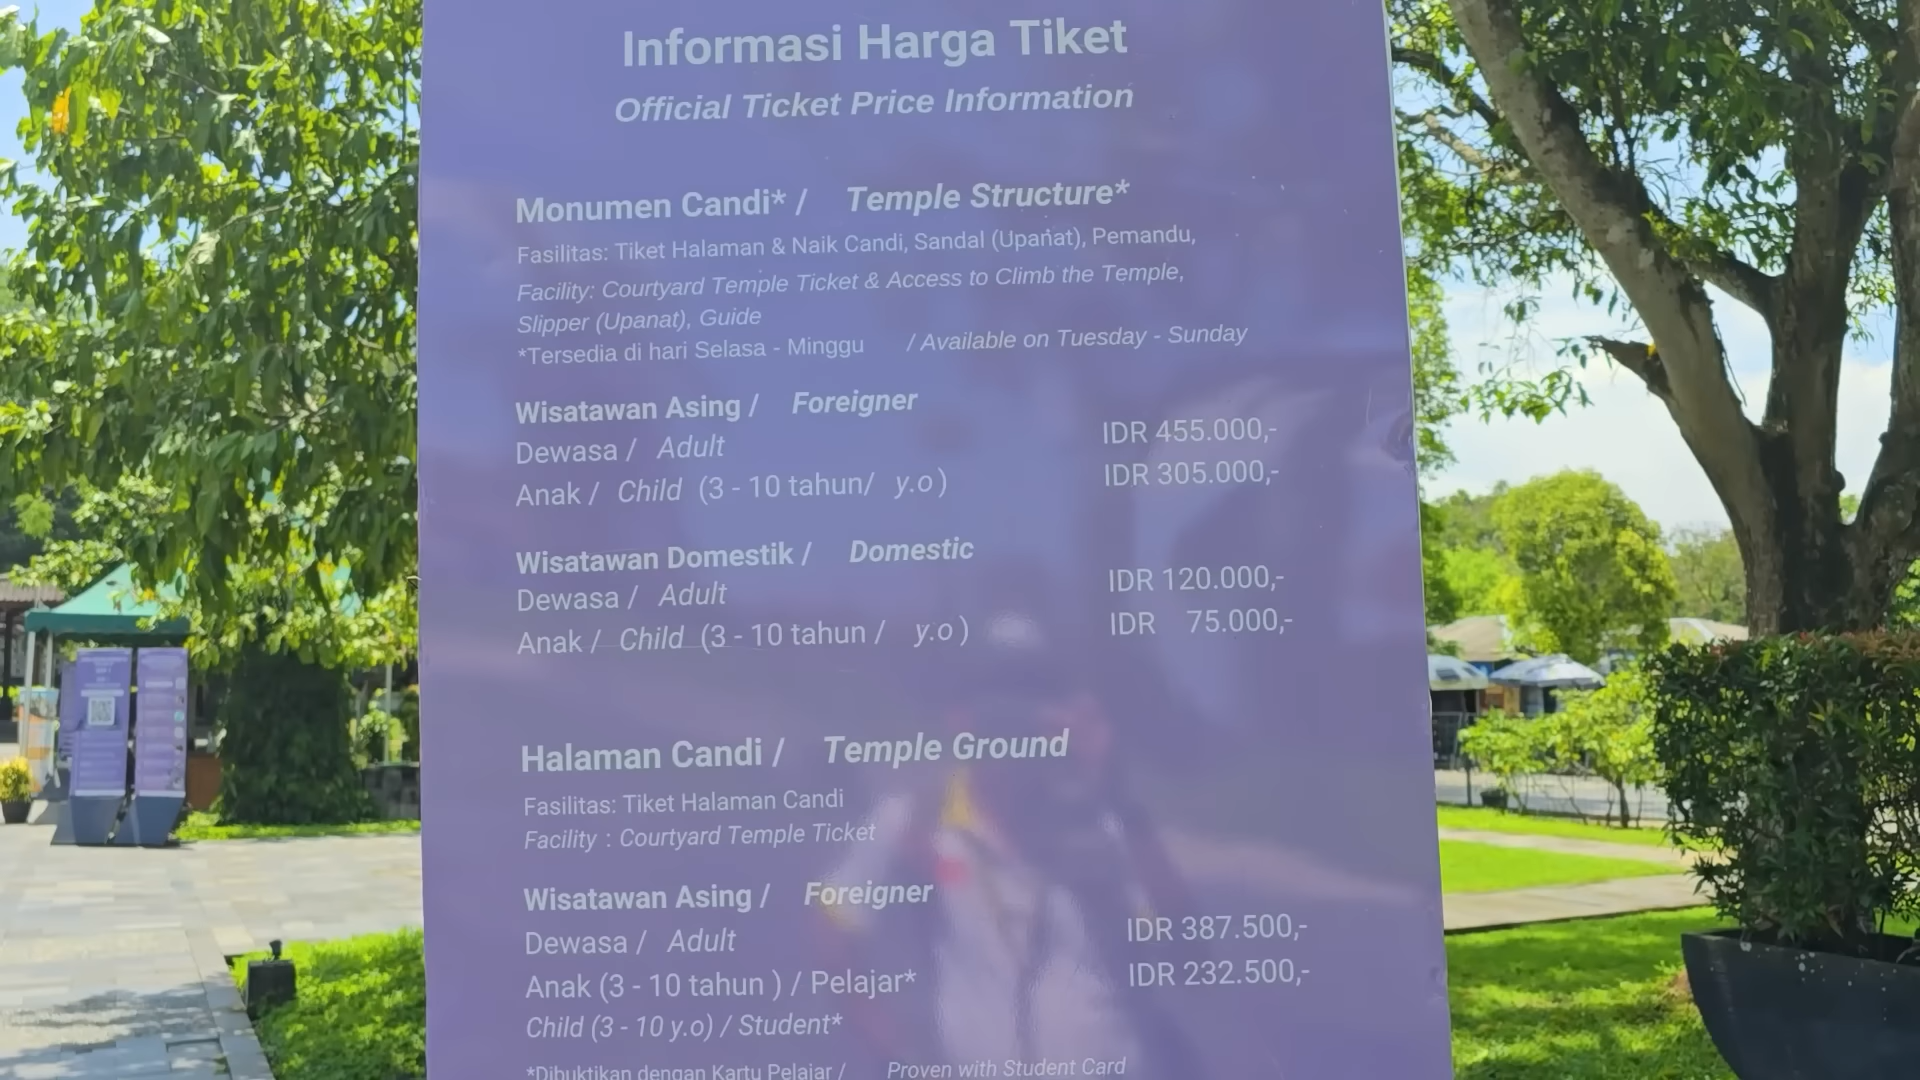 Informasi Harga Tiket
Official Ticket Price Information
Monumen Candi* / Temple Structure*
Fasilitas: Tiket Halaman & Naik Candi, Sandal (Upanat), Pemandu,
Facility: Courtyard Temple Ticket & Access to Climb the Temple,
Slipper (Upanat), Guide
*Tersedia di hari Selasa - Minggu / Available on Tuesday - Sunday
Wisatawan Asing / Foreigner
Dewasa / Adult IDR 455.000,-
Anak / Child (3 - 10 tahun/ y.o) IDR 305.000,-
Wisatawan Domestik / Domestic
Dewasa / Adult IDR 120.000,-
Anak / Child (3 - 10 tahun / y.o) IDR 75.000,-
Halaman Candi / Temple Ground
Fasilitas: Tiket Halaman Candi
Facility : Courtyard Temple Ticket
Wisatawan Asing / Foreigner
Dewasa / Adult IDR 387.500,-
Anak (3 - 10 tahun ) / Pelajar* IDR 232.500,-
Child (3 - 10 y.o) / Student*
*Dibuktikan dengan Kartu Pelajar / Proven with Student Card